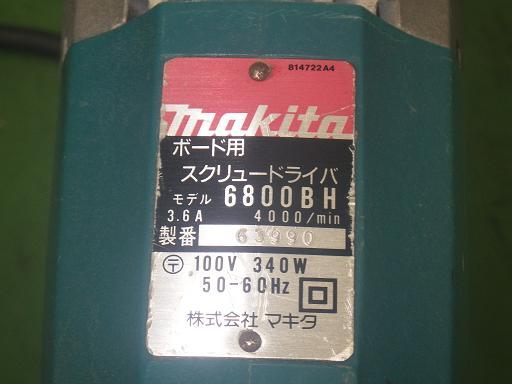 814722A4
makita
ボード用
スクリュードライバ
モデル 6800BH
3.6A 4000/min
製番 63990
〒 100V 340W
50-60Hz
株式会社 マキタ